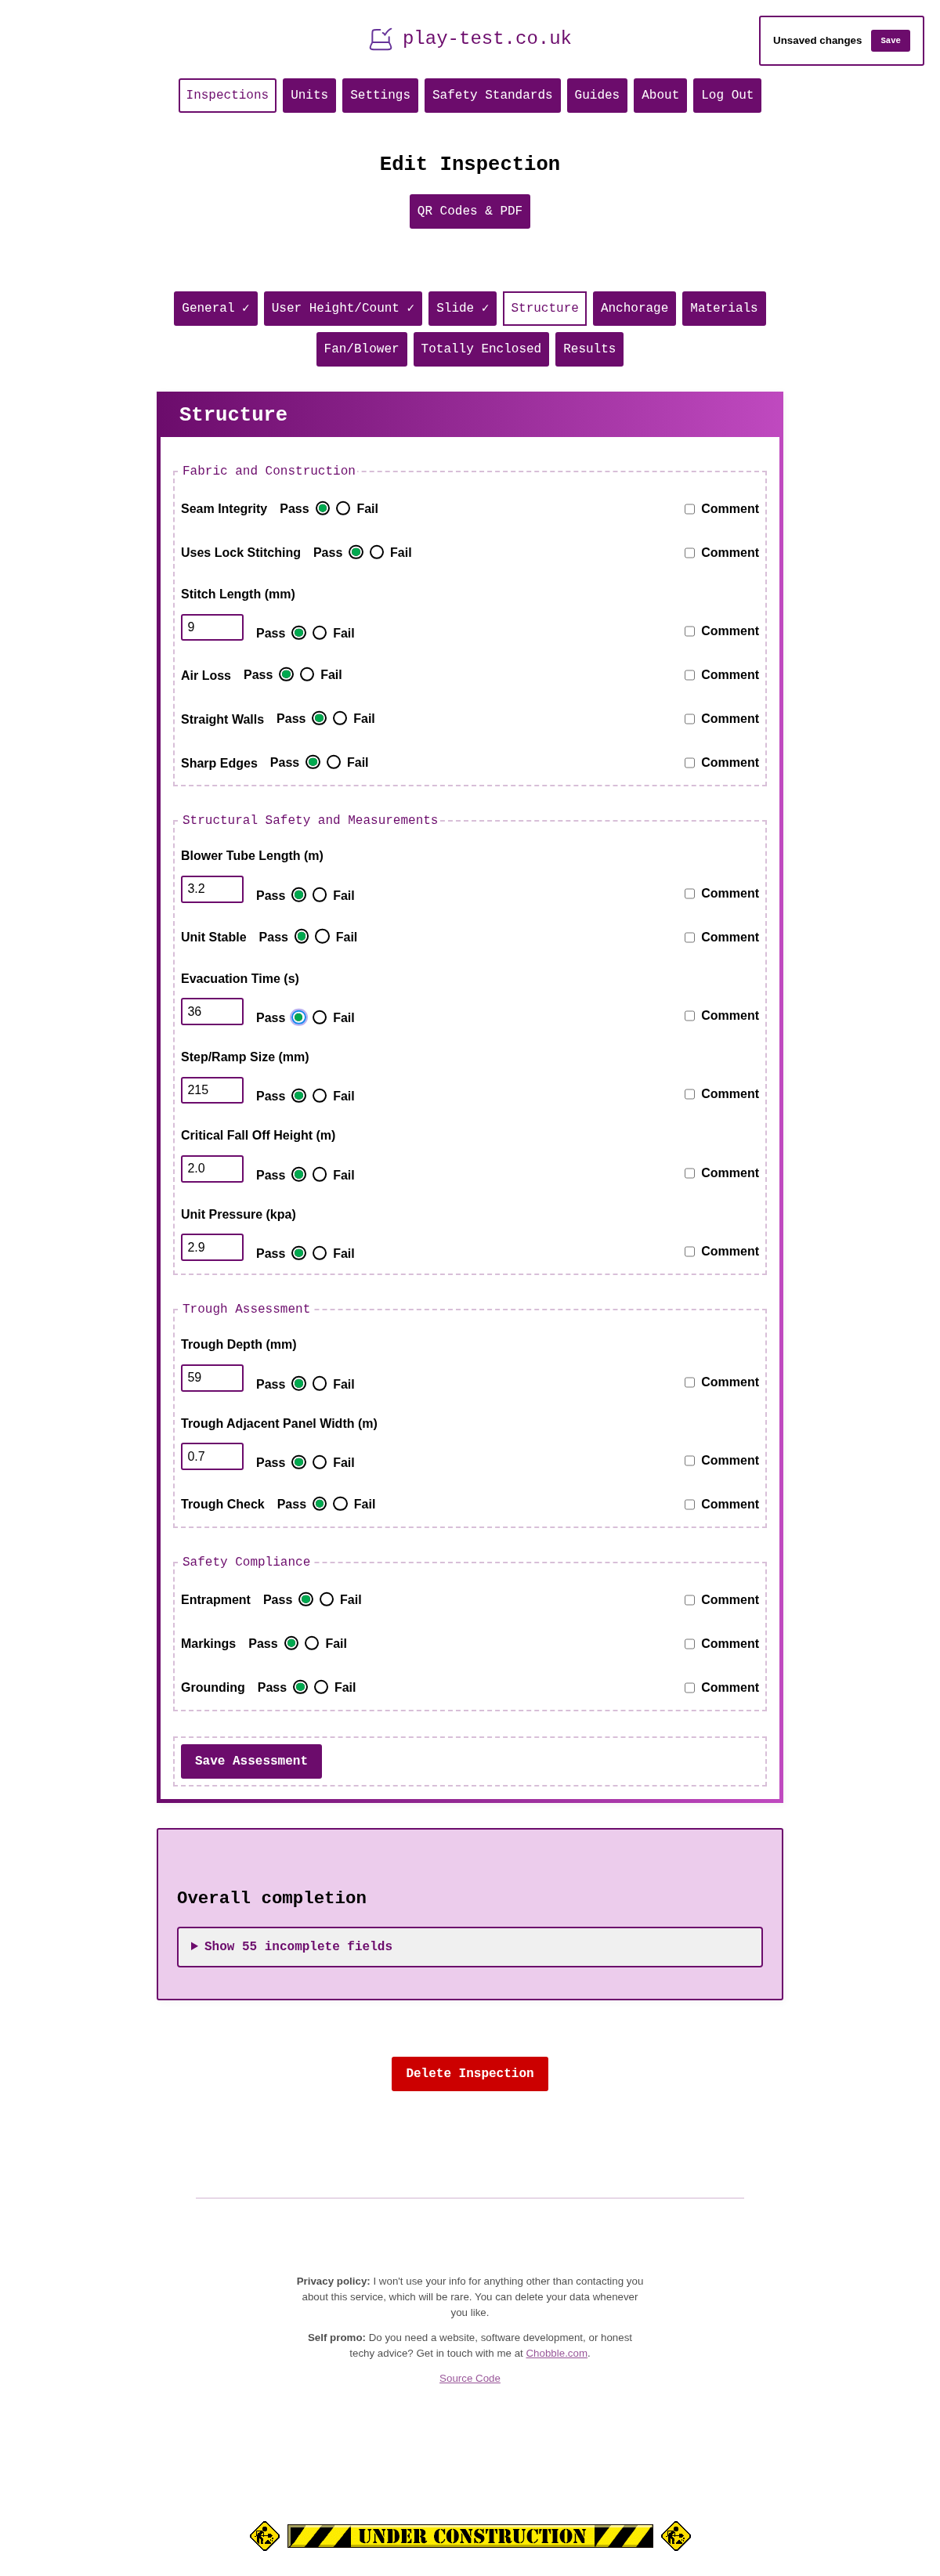 play-test.co.uk
Unsaved changes Save
Inspections Units Settings Safety Standards Guides About Log Out
Edit Inspection
QR Codes & PDF
General ✓ User Height/Count ✓ Slide ✓ Structure Anchorage Materials
Fan/Blower Totally Enclosed Results
Structure
Fabric and Construction
Seam Integrity Pass Fail Comment
Uses Lock Stitching Pass Fail Comment
Stitch Length (mm)
9 Pass Fail Comment
Air Loss Pass Fail Comment
Straight Walls Pass Fail Comment
Sharp Edges Pass Fail Comment
Structural Safety and Measurements
Blower Tube Length (m)
3.2 Pass Fail Comment
Unit Stable Pass Fail Comment
Evacuation Time (s)
36 Pass Fail Comment
Step/Ramp Size (mm)
215 Pass Fail Comment
Critical Fall Off Height (m)
2.0 Pass Fail Comment
Unit Pressure (kpa)
2.9 Pass Fail Comment
Trough Assessment
Trough Depth (mm)
59 Pass Fail Comment
Trough Adjacent Panel Width (m)
0.7 Pass Fail Comment
Trough Check Pass Fail Comment
Safety Compliance
Entrapment Pass Fail Comment
Markings Pass Fail Comment
Grounding Pass Fail Comment
Save Assessment
Overall completion
Show 55 incomplete fields
Delete Inspection
Privacy policy: I won't use your info for anything other than contacting you
about this service, which will be rare. You can delete your data whenever
you like.
Self promo: Do you need a website, software development, or honest
techy advice? Get in touch with me at Chobble.com.
Source Code
UNDER CONSTRUCTION